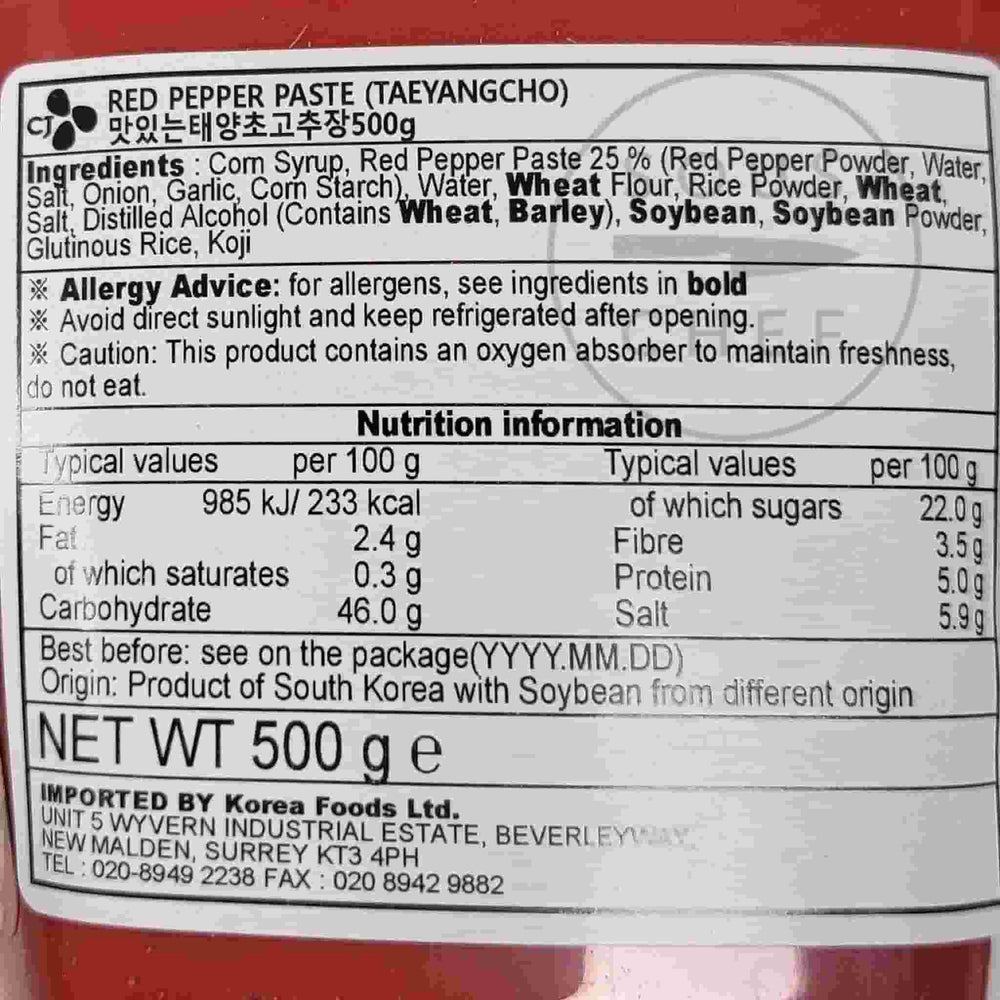 CJ
RED PEPPER PASTE (TAEYANGCHO)
맛있는태양초고추장500g
Ingredients : Corn Syrup, Red Pepper Paste 25 % (Red Pepper Powder, Water,
Salt, Onion, Garlic, Corn Starch), Water, Wheat Flour, Rice Powder, Wheat,
Salt, Distilled Alcohol (Contains Wheat, Barley), Soybean, Soybean Powder,
Glutinous Rice, Koji
※ Allergy Advice: for allergens, see ingredients in bold
※ Avoid direct sunlight and keep refrigerated after opening.
※ Caution: This product contains an oxygen absorber to maintain freshness,
do not eat.
Nutrition information
Typical values per 100 g Typical values per 100 g
Energy 985 kJ/ 233 kcal of which sugars 22.0 g
Fat 2.4 g Fibre 3.5 g
of which saturates 0.3 g Protein 5.0 g
Carbohydrate 46.0 g Salt 5.9 g
Best before: see on the package(YYYY.MM.DD)
Origin: Product of South Korea with Soybean from different origin
NET WT 500 g e
IMPORTED BY Korea Foods Ltd.
UNIT 5 WYVERN INDUSTRIAL ESTATE, BEVERLEYWAY
NEW MALDEN, SURREY KT3 4PH
TEL : 020-8949 2238 FAX : 020 8942 9882
CHEF